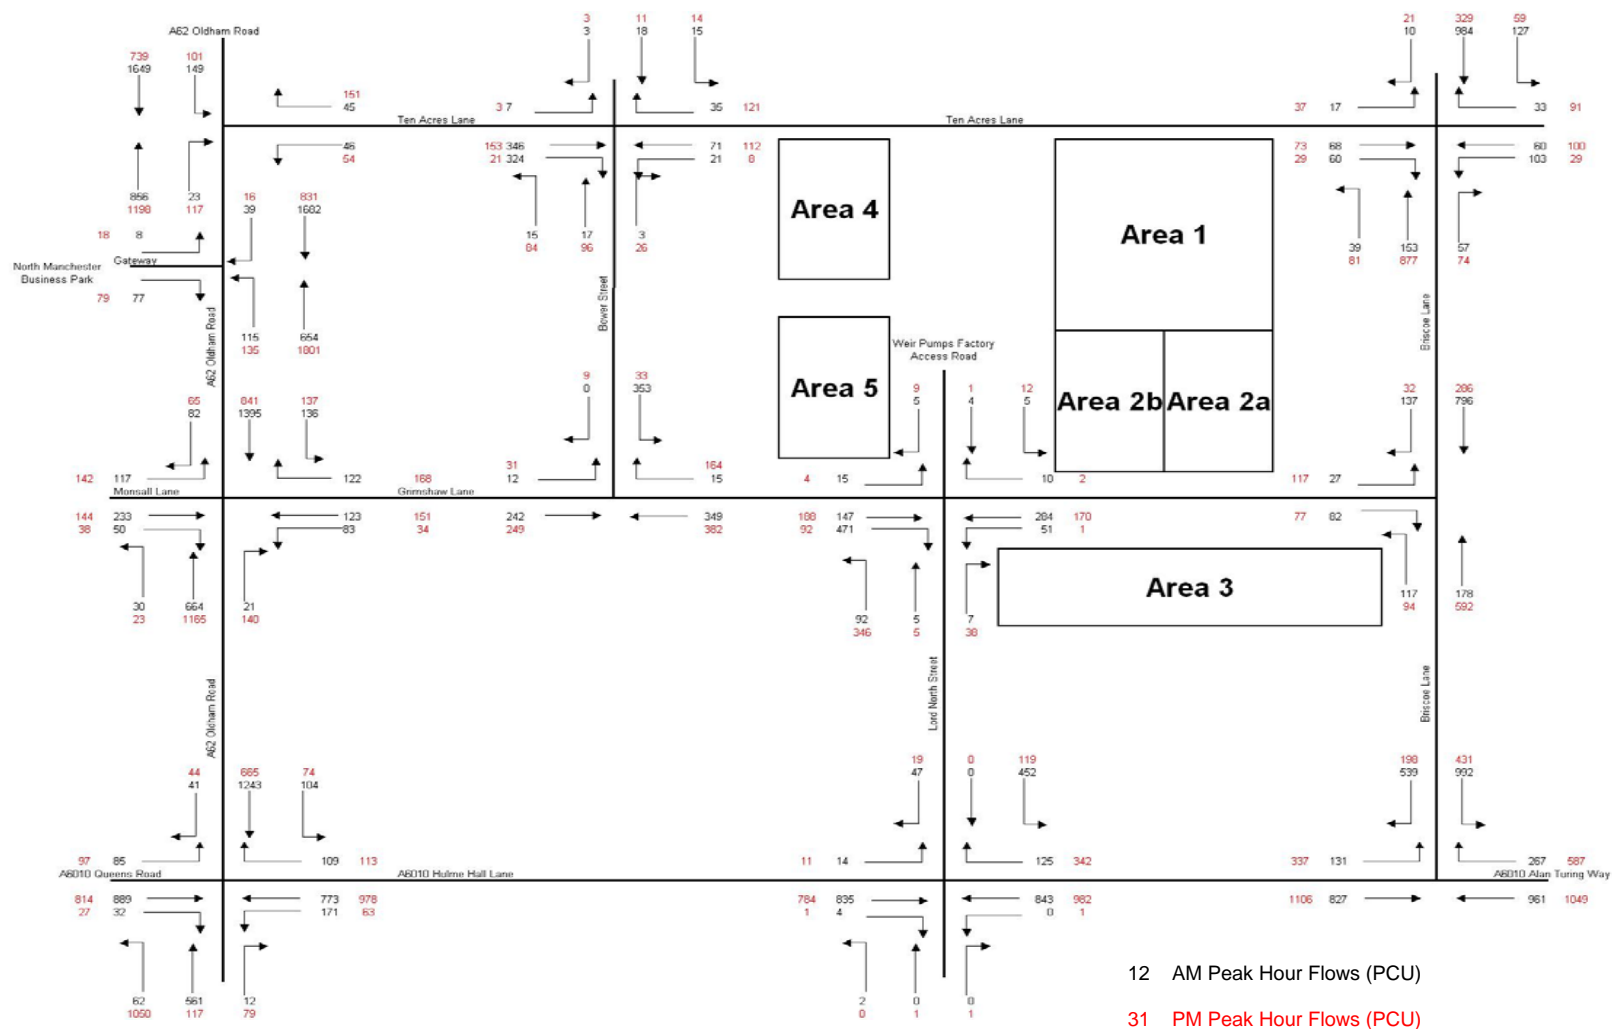 3 11 14 21 329 59
A62 Oldham Road 3 18 15 10 984 127
739 101
1649 149
151
45 3 7 35 121 37 17 33 91
Ten Acres Lane Ten Acres Lane
46 153 346 71 112 73 68 60 100
54 21 324 21 8 29 60 103 29
856 23 16 831
1198 117 39 1682
Area 4
Area 1
18 8 15 17 3 39 153 57
84 96 26 81 877 74
North Manchester
Business Park
Gateway
79 77
A62 Oldham Road
Bower Street
Briscoe Lane
115 654
135 1801
Weir Pumps Factory
Access Road
9 33 9 1 12 32 286
0 353 5 4 5 137 796
65 841 137
82 1395 136
Area 5
Area 2b
Area 2a
31 164
142 117 122 168 12 15 4 15 10 2 117 27
Monsall Lane Grimshaw Lane
144 233 123 151 242 349 188 147 284 170 77 82
38 50 83 34 249 382 92 471 51 1
Area 3
30 664 21 92 5 7 117 178
23 1165 140 346 5 38 94 592
A62 Oldham Road
Lord North Street
Briscoe Lane
44 665 74 19 0 119 198 431
41 1243 104 47 0 452 539 992
97 85 109 113 11 14 125 342 337 131 267 587
A6010 Queens Road A6010 Hulme Hall Lane A6010 Alan Turing Way
814 889 773 978 784 835 843 982 1106 827 961 1049
27 32 171 63 1 4 0 1
62 561 12 2 0 0
1050 117 79 0 1 1
12 AM Peak Hour Flows (PCU)
31 PM Peak Hour Flows (PCU)